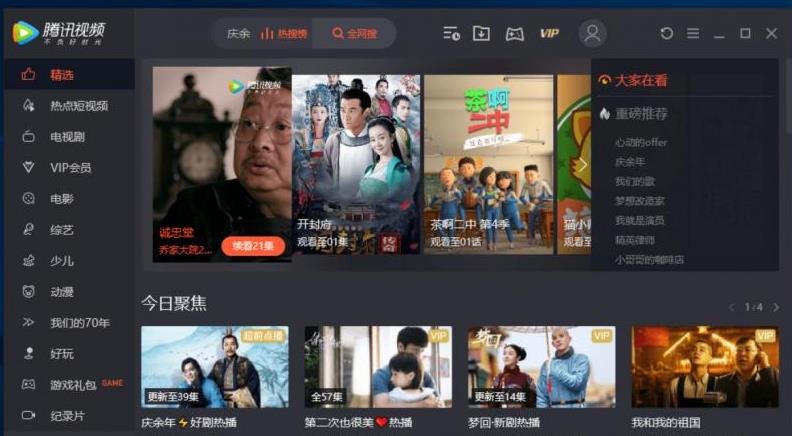 腾讯视频
不负好时光
庆余
热搜榜
全网搜
VIP
精选
热点短视频
电视剧
VIP会员
电影
综艺
少儿
动漫
我们的70年
好玩
游戏礼包 GAME
纪录片
腾讯视频
诚忠堂
乔家大院2...
续看21集
开封府
观看至01集
茶啊二中
茶啊二中 第4季
观看至01话
猫小
大家在看
重磅推荐
心动的offer
庆余年
我们的歌
梦想改造家
我就是演员
精英律师
小哥哥的咖啡店
今日聚焦
1/4
超前点播
更新至39集
庆余年⚡好剧热播
VIP
全57集
第二次也很美❤️热播
梦回
VIP
更新至14集
梦回·新剧热播
VIP
我和我的祖国